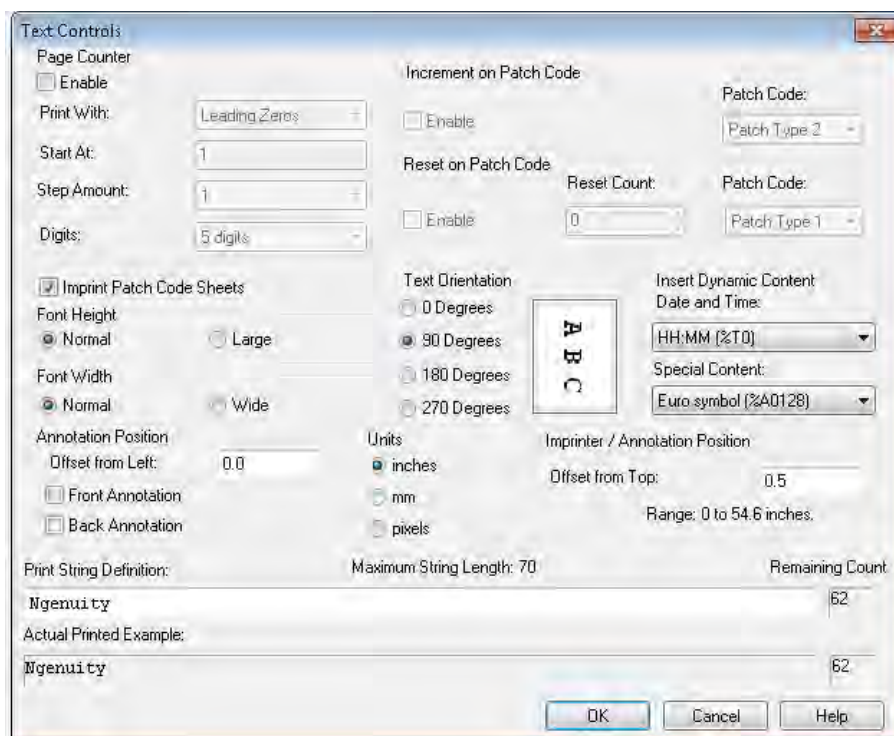 Text Controls
Page Counter
Enable
Print With: Leading Zeros
Start At: 1
Step Amount: 1
Digits: 5 digits
Increment on Patch Code
Enable
Patch Code:
Patch Type 2
Reset on Patch Code
Enable
Reset Count:
0
Patch Code:
Patch Type 1
Imprint Patch Code Sheets
Font Height
Normal Large
Font Width
Normal Wide
Text Orientation
0 Degrees
90 Degrees
180 Degrees
270 Degrees
A B C
Insert Dynamic Content
Date and Time:
HH:MM (%T0)
Special Content:
Euro symbol (%A0128)
Annotation Position
Offset from Left: 0.0
Front Annotation
Back Annotation
Units
inches
mm
pixels
Imprinter / Annotation Position
Offset from Top: 0.5
Range: 0 to 54.6 inches.
Print String Definition: Maximum String Length: 70 Remaining Count
Ngenuity 62
Actual Printed Example:
Ngenuity 62
OK Cancel Help